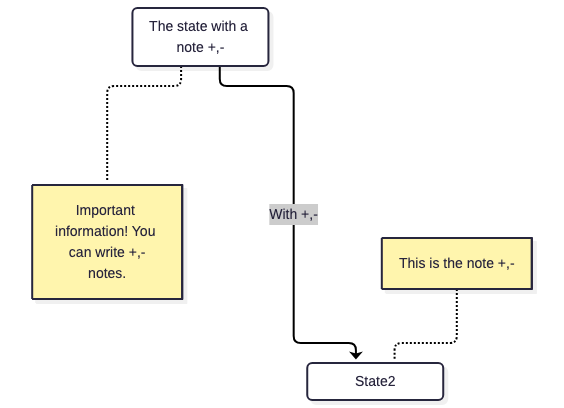 The state with a
note +,-
Important
information! You
can write +,-
notes.
With +,-
This is the note +,-
State2